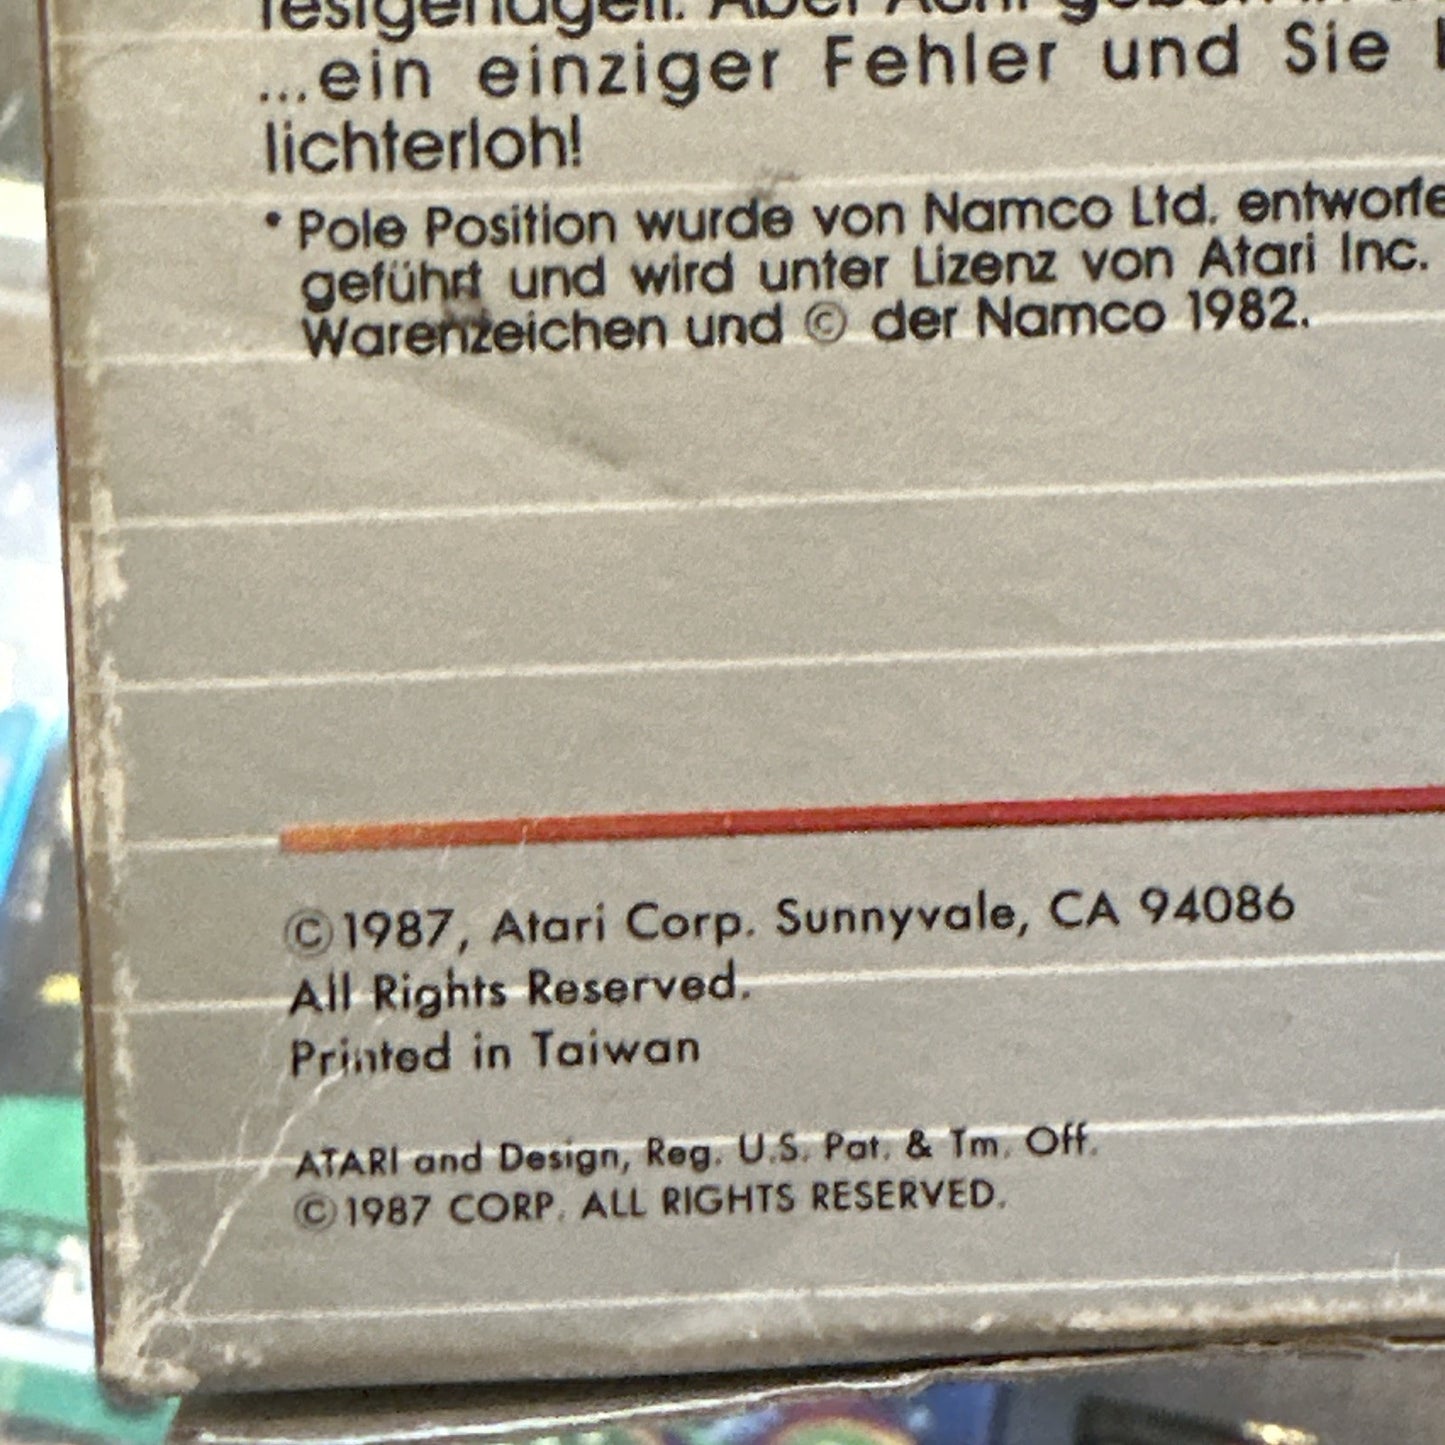 ...ein einziger Fehler und Sie
lichterloh!
* Pole Position wurde von Namco Ltd. entworfe
geführt und wird unter Lizenz von Atari Inc.
Warenzeichen und © der Namco 1982.
©1987, Atari Corp. Sunnyvale, CA 94086
All Rights Reserved.
Printed in Taiwan
ATARI and Design, Reg. U.S. Pat. & Tm. Off.
©1987 CORP. ALL RIGHTS RESERVED.